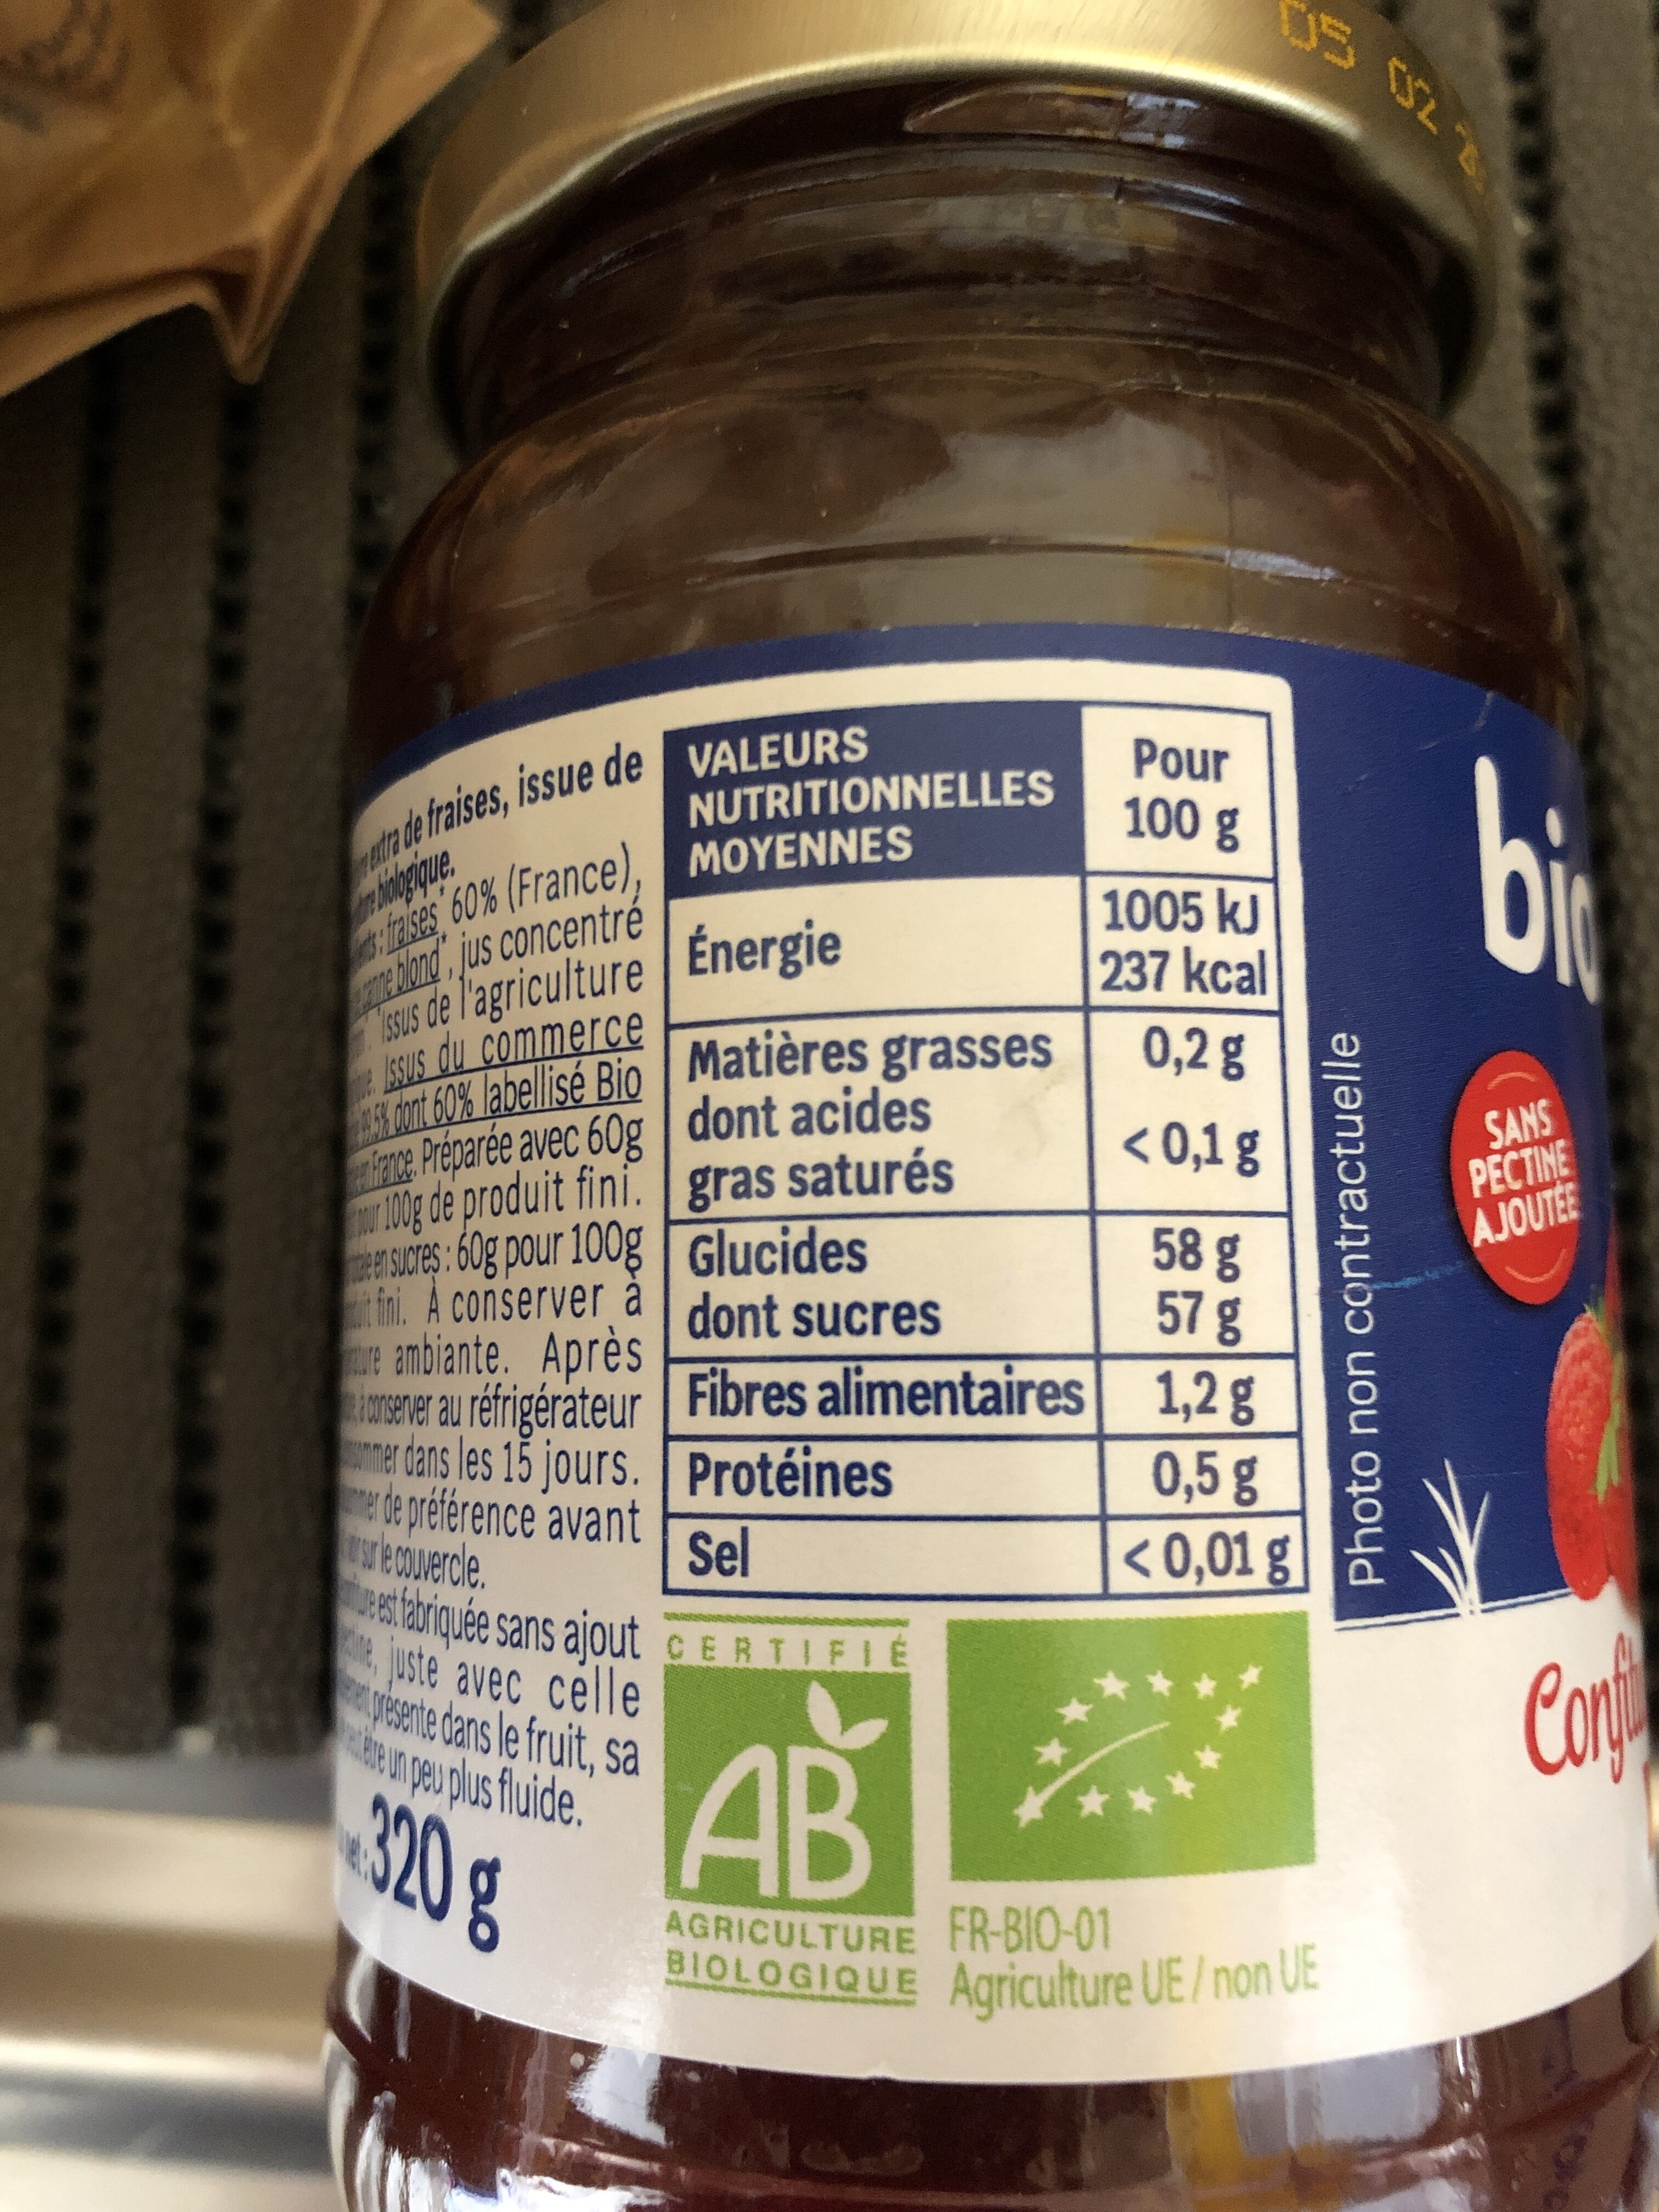 05 02
extra de fraises, issue de
biologique.
fraises* 60% (France),
canne blond*, jus concentré
*issus de l'agriculture
Issus du commerce
99,5% dont 60% labellisé Bio
en France. Préparée avec 60g
pour 100g de produit fini.
en sucres : 60g pour 100g
fini. À conserver à
ambiante. Après
à conserver au réfrigérateur
dans les 15 jours.
de préférence avant
sur le couvercle.
est fabriquée sans ajout
juste avec celle
présente dans le fruit, sa
être un peu plus fluide.
net : 320 g
VALEURS
NUTRITIONNELLES
MOYENNES
Pour
100 g
Énergie
1005 kJ
237 kcal
Matières grasses
0,2 g
dont acides
gras saturés
< 0,1 g
Glucides
58 g
dont sucres
57 g
Fibres alimentaires
1,2 g
Protéines
0,5 g
Sel
< 0,01 g
CERTIFIÉ
AB
AGRICULTURE
BIOLOGIQUE
FR-BIO-01
Agriculture UE / non UE
Photo non contractuelle
bio
SANS
PECTINE
AJOUTÉE